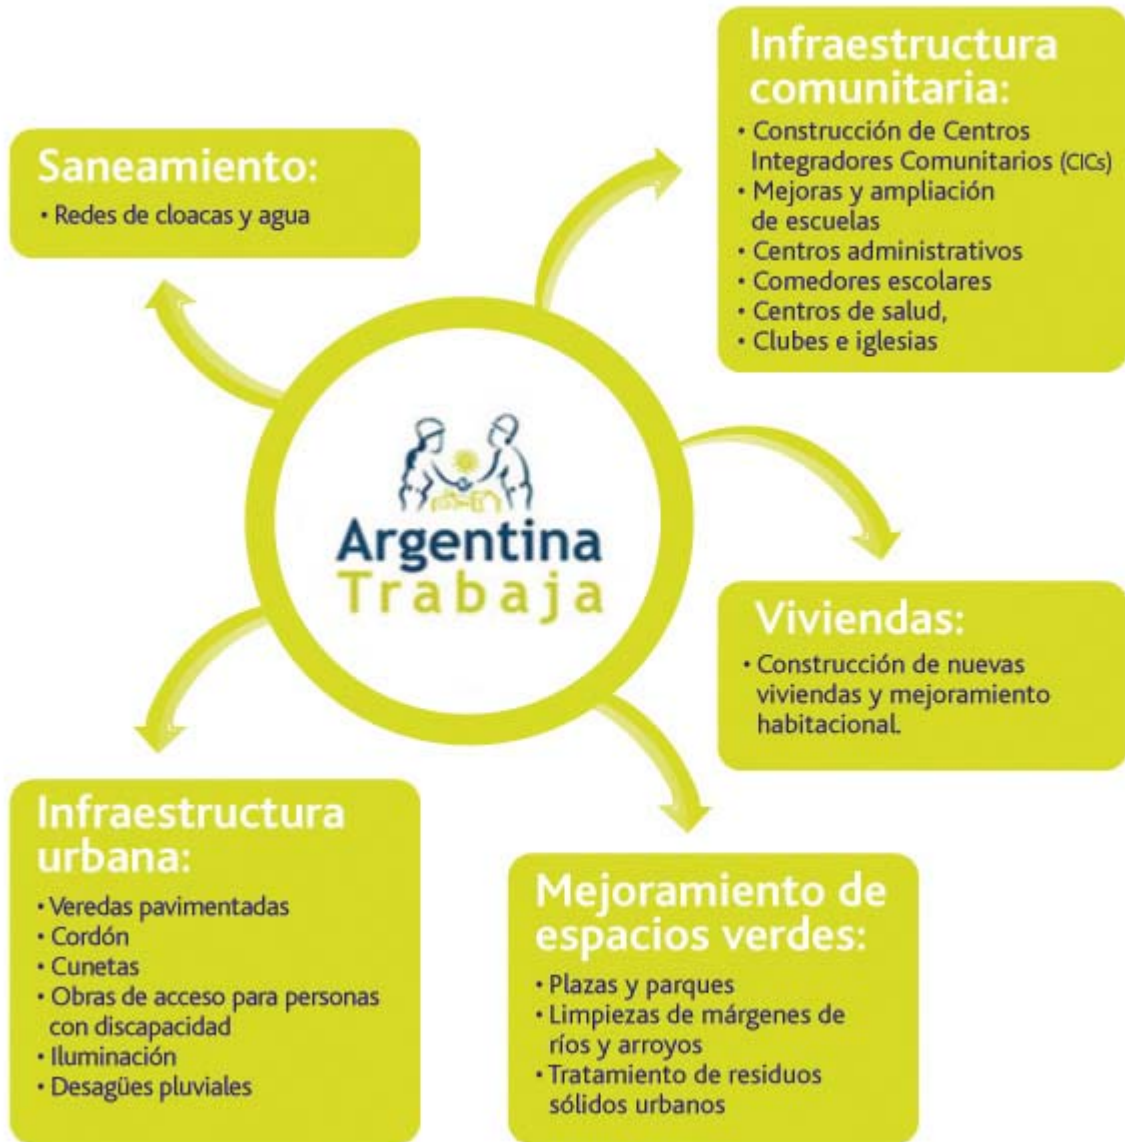 Saneamiento:
• Redes de cloacas y agua
Infraestructura
comunitaria:
• Construcción de Centros
Integradores Comunitarios (CICs)
• Mejoras y ampliación
de escuelas
• Centros administrativos
• Comedores escolares
• Centros de salud,
• Clubes e iglesias
Argentina
Trabaja
Viviendas:
• Construcción de nuevas
viviendas y mejoramiento
habitacional.
Infraestructura
urbana:
• Veredas pavimentadas
• Cordón
• Cunetas
• Obras de acceso para personas
con discapacidad
• Iluminación
• Desagües pluviales
Mejoramiento de
espacios verdes:
• Plazas y parques
• Limpiezas de márgenes de
ríos y arroyos
• Tratamiento de residuos
sólidos urbanos